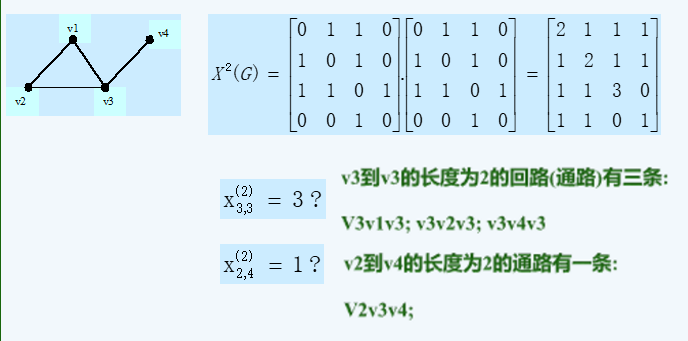 v1
v4
v2
v3
X²(G) = [0 1 1 0; 1 0 1 0; 1 1 0 1; 0 0 1 0] . [0 1 1 0; 1 0 1 0; 1 1 0 1; 0 0 1 0] = [2 1 1 1; 1 2 1 1; 1 1 3 0; 1 1 0 1]
x₃,₃⁽²⁾ = 3 ?
v3到v3的长度为2的回路(通路)有三条:
V3v1v3; v3v2v3; v3v4v3
x₂,₄⁽²⁾ = 1 ?
v2到v4的长度为2的通路有一条:
V2v3v4;